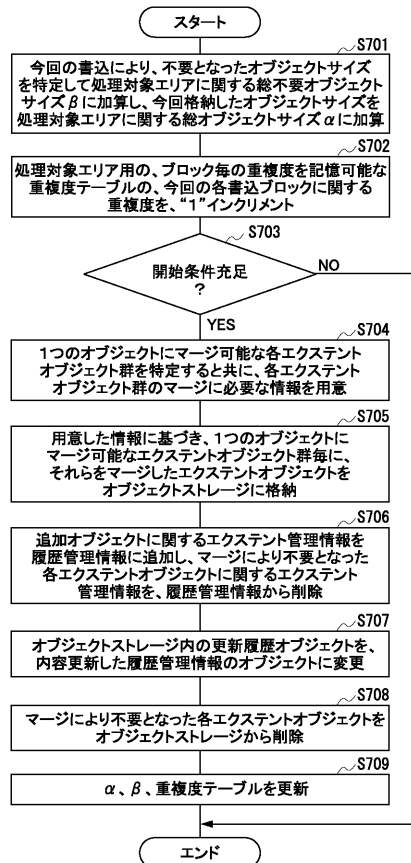 スタート
S701
今回の書込により、不要となったオブジェクトサイズ
を特定して処理対象エリアに関する総不要オブジェクト
サイズβに加算し、今回格納したオブジェクトサイズを
処理対象エリアに関する総オブジェクトサイズαに加算
S702
処理対象エリア用の、ブロック毎の重複度を記憶可能な
重複度テーブルの、今回の各書込ブロックに関する
重複度を、“1”インクリメント
S703
開始条件充足
?
NO
YES
S704
1つのオブジェクトにマージ可能な各エクステント
オブジェクト群を特定すると共に、各エクステント
オブジェクト群のマージに必要な情報を用意
S705
用意した情報に基づき、1つのオブジェクトに
マージ可能なエクステントオブジェクト群毎に、
それらをマージしたエクステントオブジェクトを
オブジェクトストレージに格納
S706
追加オブジェクトに関するエクステント管理情報を
履歴管理情報に追加し、マージにより不要となった
各エクステントオブジェクトに関するエクステント
管理情報を、履歴管理情報から削除
S707
オブジェクトストレージ内の更新履歴オブジェクトを、
内容更新した履歴管理情報のオブジェクトに変更
S708
マージにより不要となった各エクステントオブジェクトを
オブジェクトストレージから削除
S709
α、β、重複度テーブルを更新
エンド